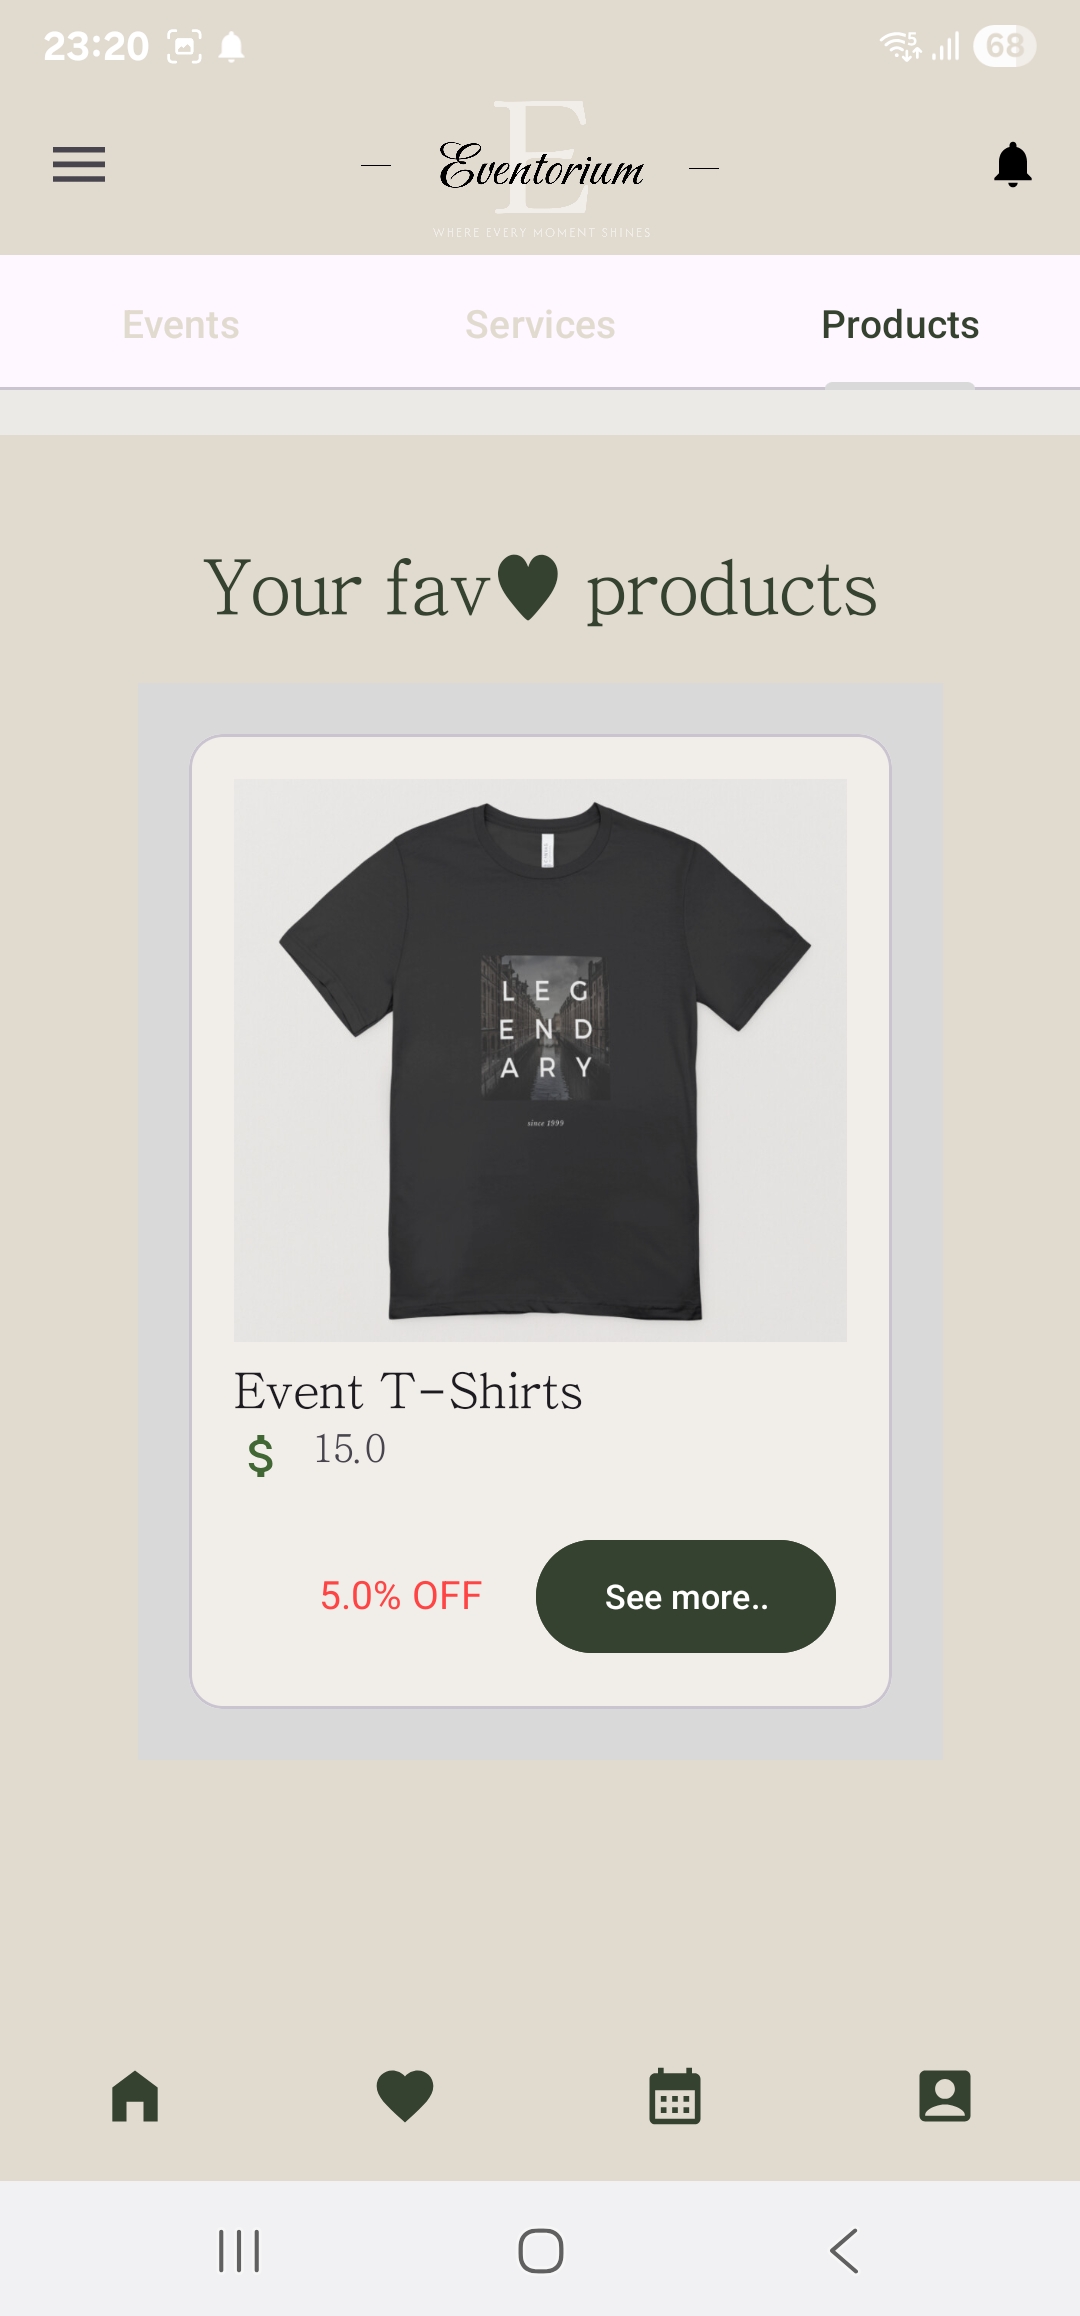 23:20
5
68
E
Eventorium
WHERE EVERY MOMENT SHINES
Events Services Products
Your fav♥ products
LEG
END
ARY
since 1999
Event T-Shirts
$ 15.0
5.0% OFF See more..